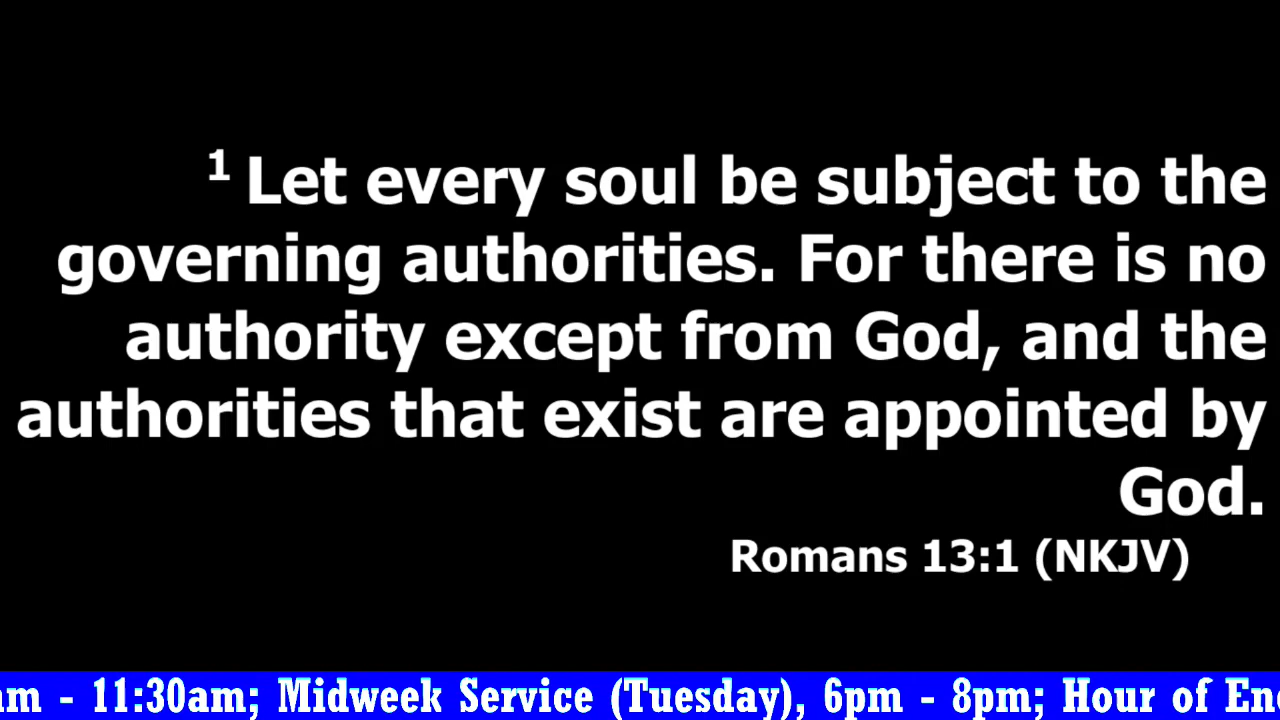 1 Let every soul be subject to the
governing authorities. For there is no
authority except from God, and the
authorities that exist are appointed by
God.
Romans 13:1 (NKJV)
- 11:30am; Midweek Service (Tuesday), 6pm - 8pm; Hour of